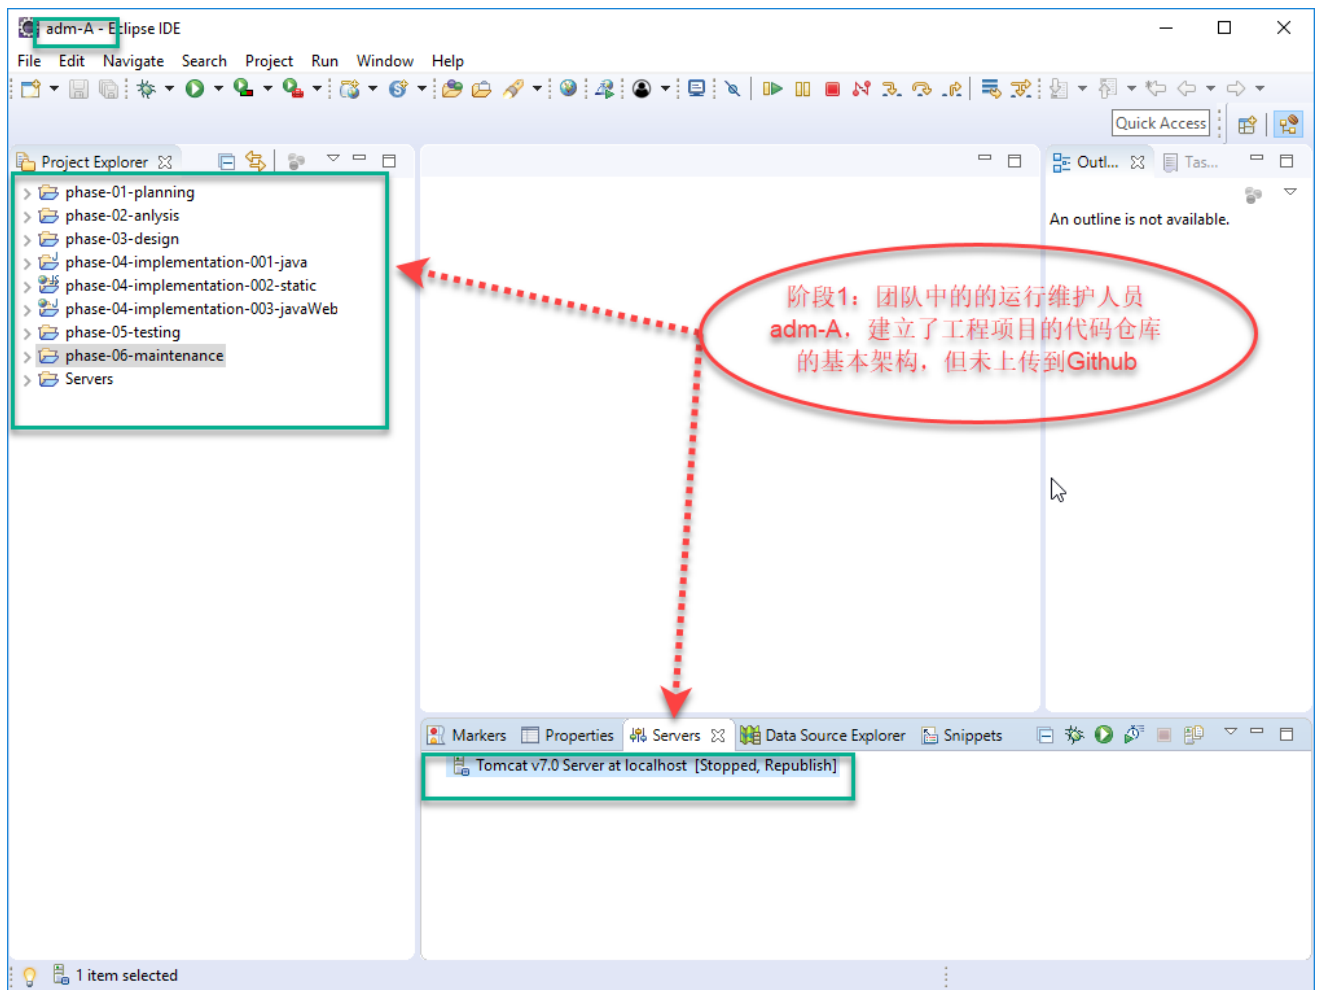 adm-A - Eclipse IDE
File Edit Navigate Search Project Run Window Help
Quick Access
Project Explorer
phase-01-planning
phase-02-anlysis
phase-03-design
phase-04-implementation-001-java
phase-04-implementation-002-static
phase-04-implementation-003-javaWeb
phase-05-testing
phase-06-maintenance
Servers
Outl... Tas...
An outline is not available.
阶段1：团队中的的运行维护人员
adm-A，建立了工程项目的代码仓库
的基本架构，但未上传到Github
Markers Properties Servers Data Source Explorer Snippets
Tomcat v7.0 Server at localhost [Stopped, Republish]
1 item selected